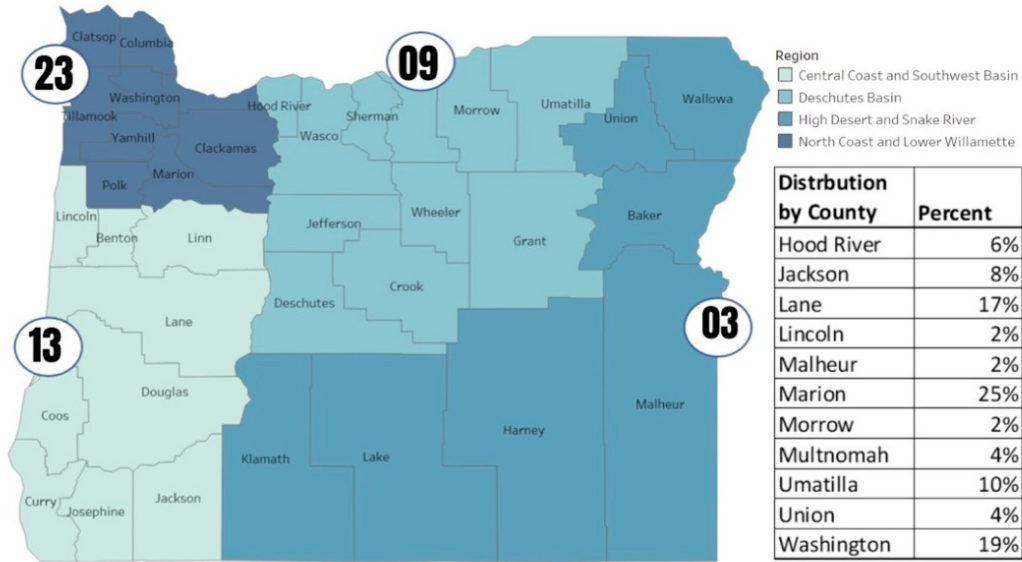 Clatsop
Columbia
23
09
Washington
Tillamook
Hood River
Sherman
Morrow
Umatilla
Union
Wallowa
Yamhill
Clackamas
Wasco
Marion
Polk
Lincoln
Benton
Linn
Jefferson
Wheeler
Grant
Baker
Deschutes
Crook
Lane
13
03
Douglas
Coos
Malheur
Harney
Klamath
Lake
Curry
Josephine
Jackson
Region
Central Coast and Southwest Basin
Deschutes Basin
High Desert and Snake River
North Coast and Lower Willamette
Distrbution
by County Percent
Hood River 6%
Jackson 8%
Lane 17%
Lincoln 2%
Malheur 2%
Marion 25%
Morrow 2%
Multnomah 4%
Umatilla 10%
Union 4%
Washington 19%